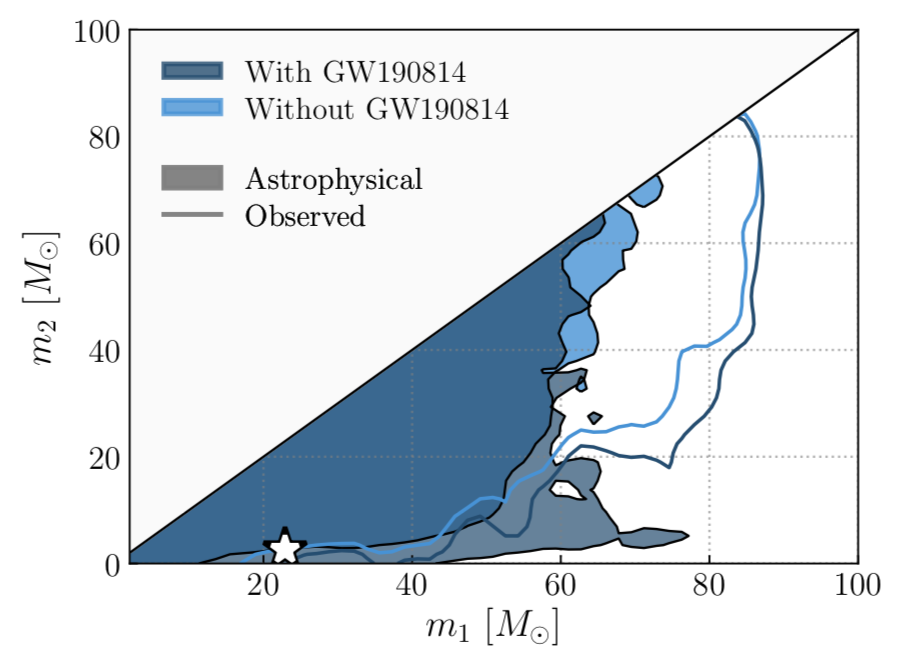 100
80
60
40
20
0
m₂ [M⊙]
With GW190814
Without GW190814
Astrophysical
Observed
20
40
60
80
100
m₁ [M⊙]